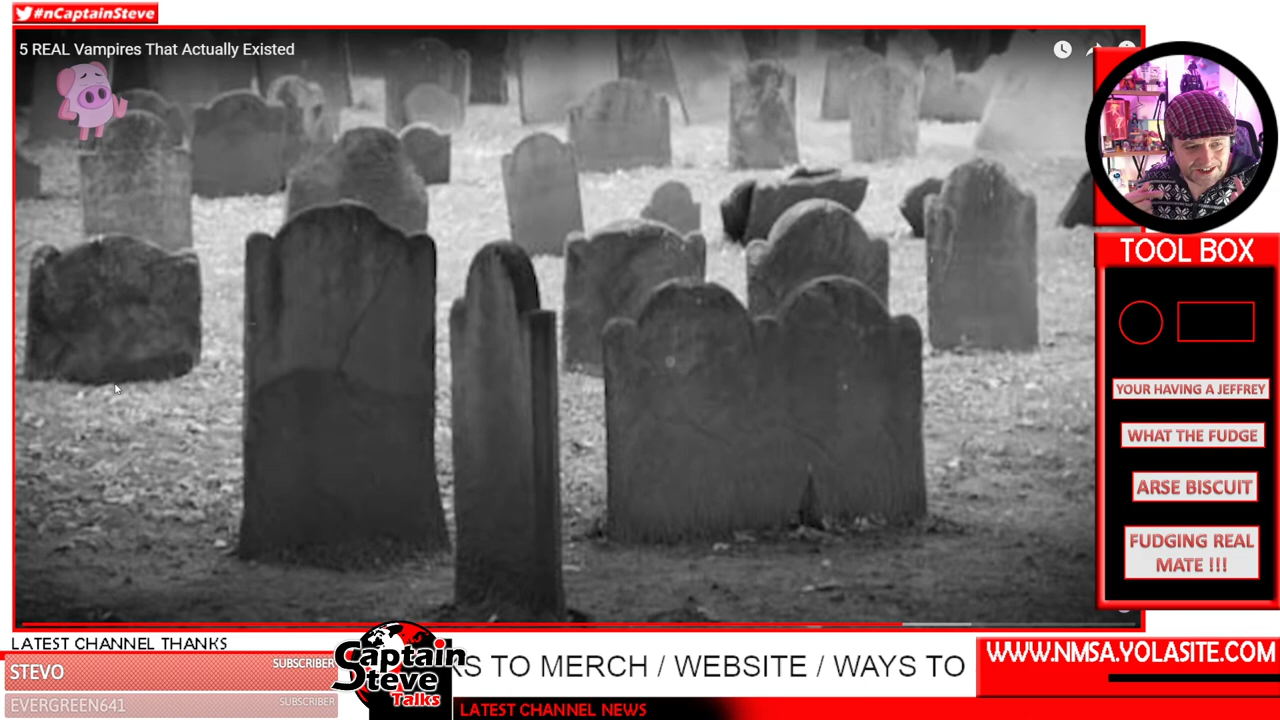 #nCaptainSteve
5 REAL Vampires That Actually Existed
TOOL BOX
YOUR HAVING A JEFFREY
WHAT THE FUDGE
ARSE BISCUIT
FUDGING REAL
MATE !!!
LATEST CHANNEL THANKS
STEVO
SUBSCRIBER
EVERGREEN641
SUBSCRIBER
Captain
Steve
Talks
TO MERCH / WEBSITE / WAYS TO
LATEST CHANNEL NEWS
WWW.NMSA.YOLASITE.COM